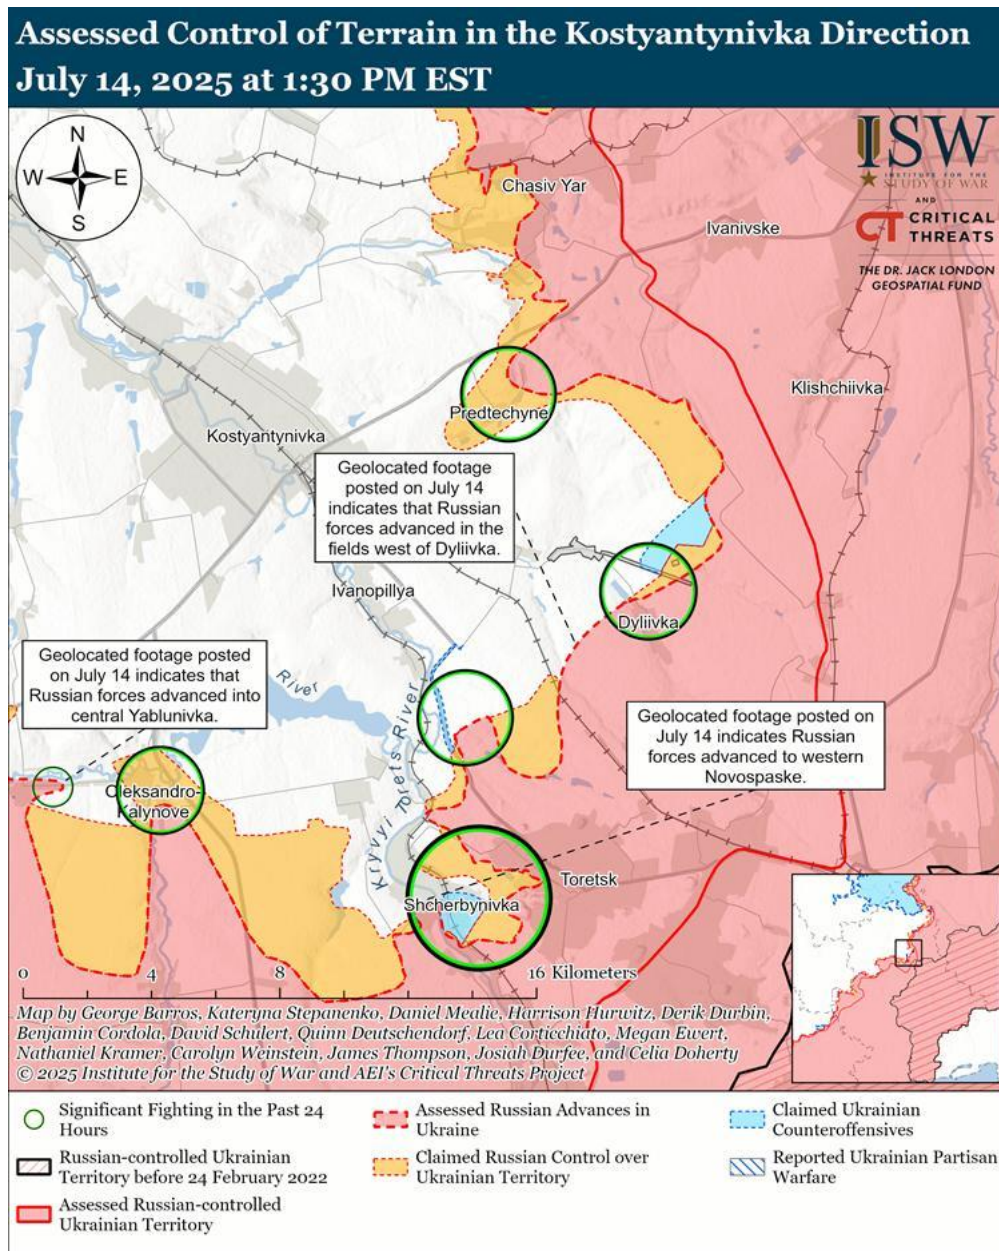 Assessed Control of Terrain in the Kostyantynivka Direction
July 14, 2025 at 1:30 PM EST
N
W
E
S
ISW
INSTITUTE FOR THE
STUDY OF WAR
AND
CRITICAL
THREATS
THE DR. JACK LONDON
GEOSPATIAL FUND
Chasiv Yar
Ivanivske
Klishchiivka
Predtechyne
Kostyantynivka
Geolocated footage
posted on July 14
indicates that Russian
forces advanced in the
fields west of Dyliivka.
Ivanopillya
Dyliivka
Geolocated footage posted
on July 14 indicates that
Russian forces advanced into
central Yablunivka.
River
Kryvyi Torets River
Geolocated footage posted on
July 14 indicates Russian
forces advanced to western
Novospaske.
Oleksandro-
Kalynove
Toretsk
Shcherbynivka
0
4
8
16 Kilometers
Map by George Barros, Kateryna Stepanenko, Daniel Mealie, Harrison Hurwitz, Derik Durbin,
Benjamin Cordola, David Schulert, Quinn Deutschendorf, Lea Corticchiato, Megan Ewert,
Nathaniel Kramer, Carolyn Weinstein, James Thompson, Josiah Durfee, and Celia Doherty
© 2025 Institute for the Study of War and AEI's Critical Threats Project
Significant Fighting in the Past 24
Hours
Russian-controlled Ukrainian
Territory before 24 February 2022
Assessed Russian-controlled
Ukrainian Territory
Assessed Russian Advances in
Ukraine
Claimed Russian Control over
Ukrainian Territory
Claimed Ukrainian
Counteroffensives
Reported Ukrainian Partisan
Warfare